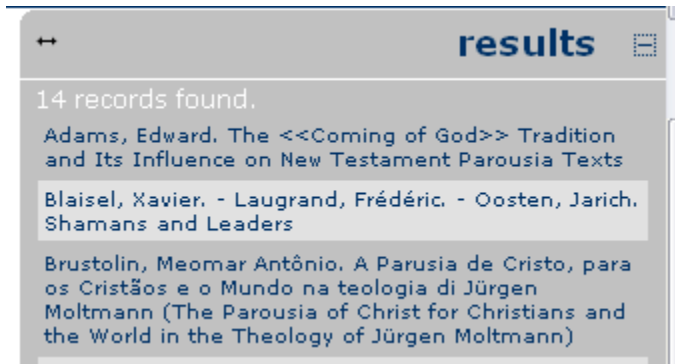 results
14 records found.
Adams, Edward. The <<Coming of God>> Tradition
and Its Influence on New Testament Parousia Texts
Blaisel, Xavier. - Laugrand, Frédéric. - Oosten, Jarich.
Shamans and Leaders
Brustolin, Meomar Antônio. A Parusia de Cristo, para
os Cristãos e o Mundo na teologia di Jürgen
Moltmann (The Parousia of Christ for Christians and
the World in the Theology of Jürgen Moltmann)